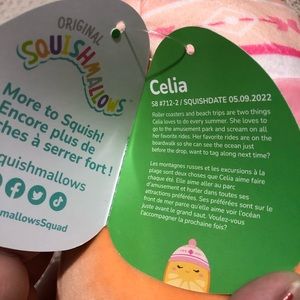 ORIGINAL
SQUISHMALLOWS
More to Squish!
Encore plus de
ches à serrer fort !
squishmallows
mallowsSquad
Celia
S8 #712-2 / SQUISHDATE 05.09.2022
Roller coasters and beach trips are two things
Celia loves to do every summer. She loves to
go to the amusement park and scream on all
her favorite rides. Her favorite rides are on the
boardwalk so she can see the ocean just
before the drop, want to tag along next time?
Les montagnes russes et les excursions à la
plage sont deux choses que Celia aime faire
chaque été. Elle aime aller au parc
d'amusement et hurler dans toutes ses
attractions préférées. Ses préférées sont sur le
front de mer parce qu'elle aime voir l'océan
juste avant le grand saut. Voulez-vous
l'accompagner la prochaine fois?